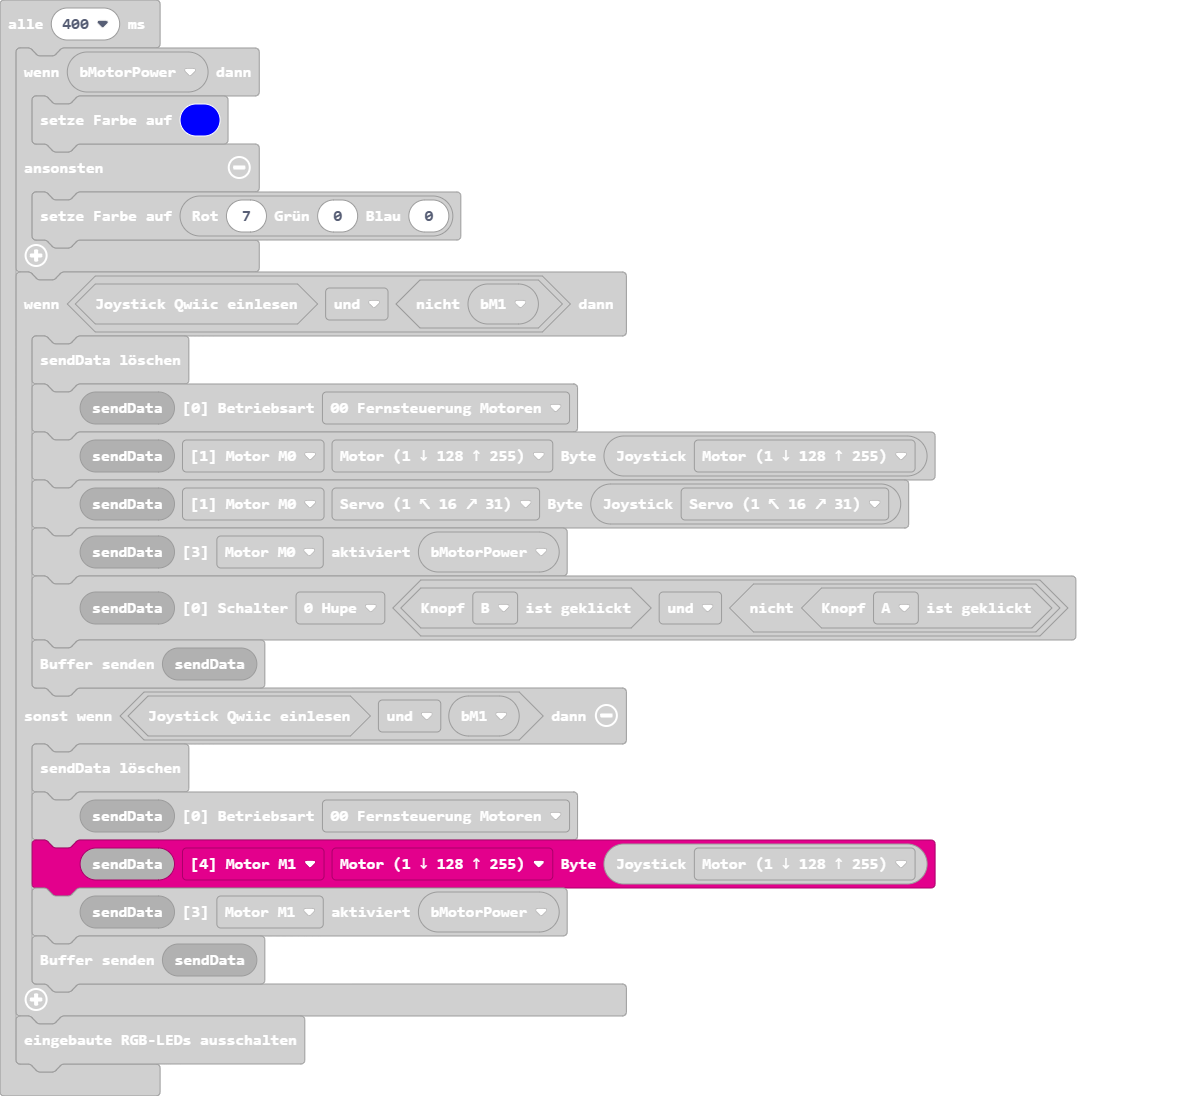 alle 400 ms
wenn bMotorPower dann
setze Farbe auf
ansonsten
setze Farbe auf Rot 7 Grün 0 Blau 0
wenn Joystick Qwiic einlesen und nicht bM1 dann
sendData löschen
sendData [0] Betriebsart 00 Fernsteuerung Motoren
sendData [1] Motor M0 Motor (1 ↓ 128 ↑ 255) Byte Joystick Motor (1 ↓ 128 ↑ 255)
sendData [1] Motor M0 Servo (1 ↖ 16 ↗ 31) Byte Joystick Servo (1 ↖ 16 ↗ 31)
sendData [3] Motor M0 aktiviert bMotorPower
sendData [0] Schalter 0 Hupe Knopf B ist geklickt und nicht Knopf A ist geklickt
Buffer senden sendData
sonst wenn Joystick Qwiic einlesen und bM1 dann
sendData löschen
sendData [0] Betriebsart 00 Fernsteuerung Motoren
sendData [4] Motor M1 Motor (1 ↓ 128 ↑ 255) Byte Joystick Motor (1 ↓ 128 ↑ 255)
sendData [3] Motor M1 aktiviert bMotorPower
Buffer senden sendData
eingebaute RGB-LEDs ausschalten